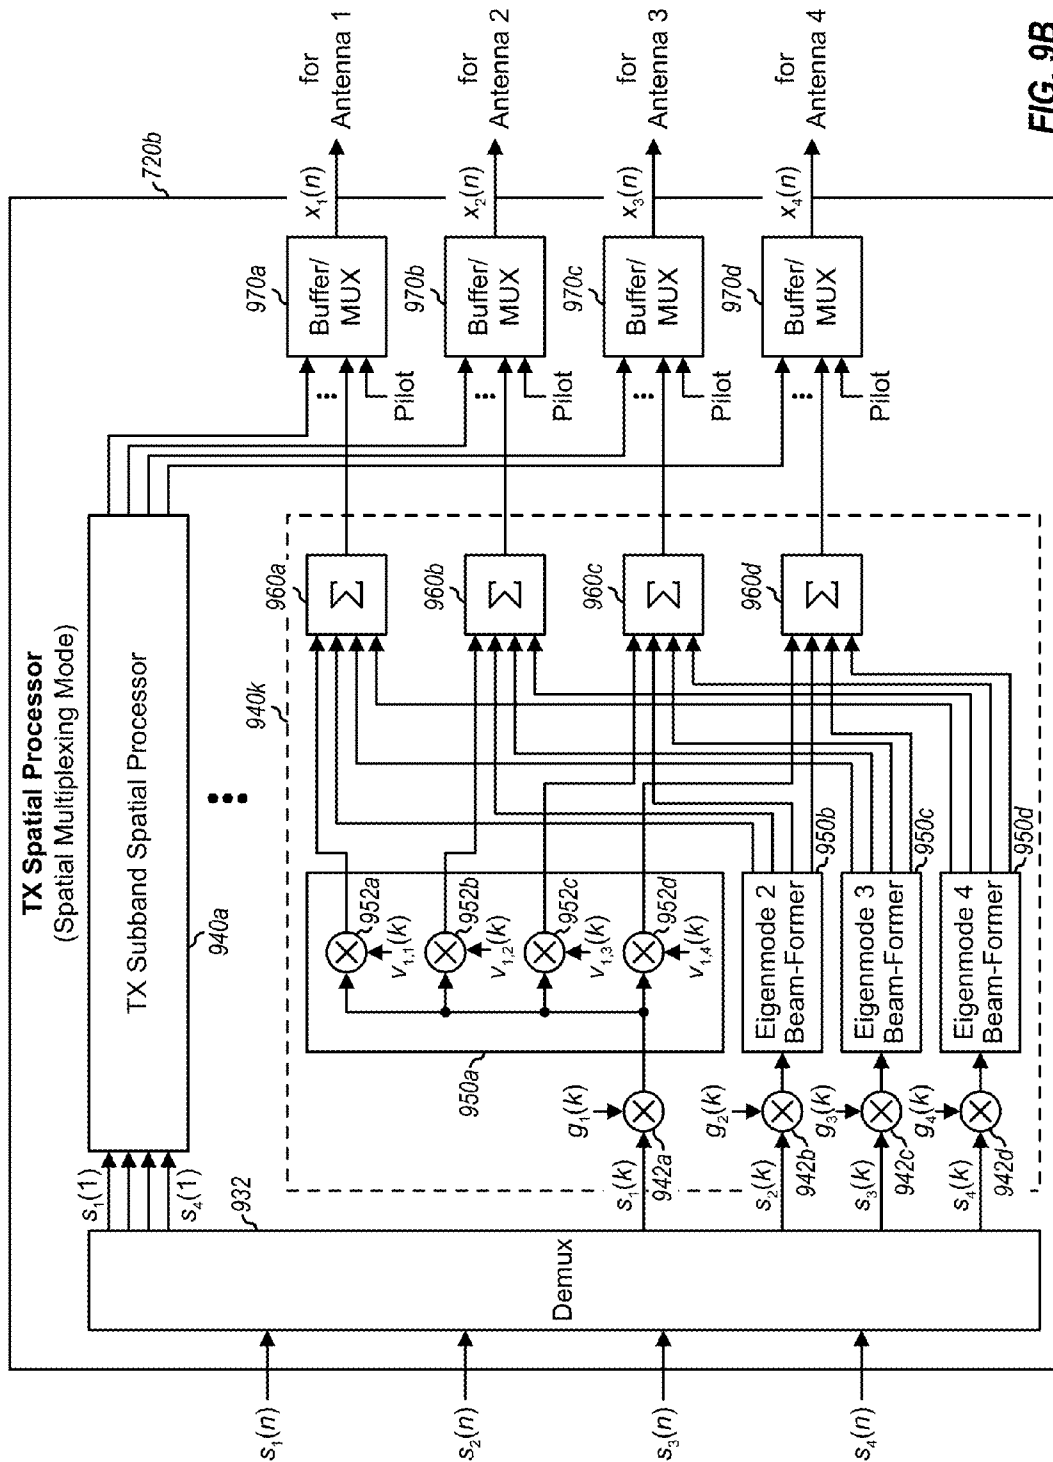 TX Spatial Processor
(Spatial Multiplexing Mode)
720b
s₁(n)
s₂(n)
s₃(n)
s₄(n)
Demux
932
s₁(1)
s₄(1)
TX Subband Spatial Processor
940a
940k
s₁(k)
g₁(k)
942a
s₂(k)
g₂(k)
942b
s₃(k)
g₃(k)
942c
s₄(k)
g₄(k)
942d
950a
952a
v₁,₁(k)
952b
v₁,₂(k)
952c
v₁,₃(k)
952d
v₁,₄(k)
Eigenmode 2
Beam-Former
950b
Eigenmode 3
Beam-Former
950c
Eigenmode 4
Beam-Former
950d
960a
Σ
960b
Σ
960c
Σ
960d
Σ
970a
Buffer/
MUX
Pilot
x₁(n)
for
Antenna 1
970b
Buffer/
MUX
Pilot
x₂(n)
for
Antenna 2
970c
Buffer/
MUX
Pilot
x₃(n)
for
Antenna 3
970d
Buffer/
MUX
Pilot
x₄(n)
for
Antenna 4
FIG. 9B